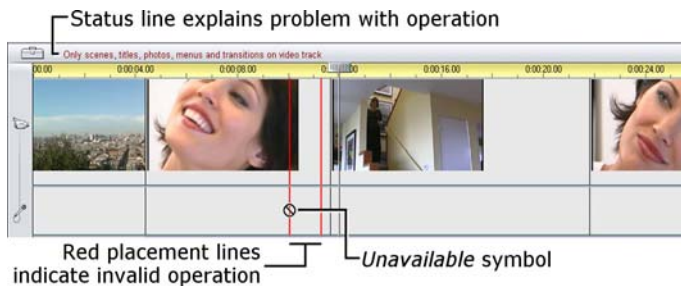 Status line explains problem with operation
Only scenes, titles, photos, menus and transitions on video track
00.00 0:00:04.00 0:00:08.00 0:00:16.00 0:00:20.00 0:00:24.00
Red placement lines
indicate invalid operation
Unavailable symbol